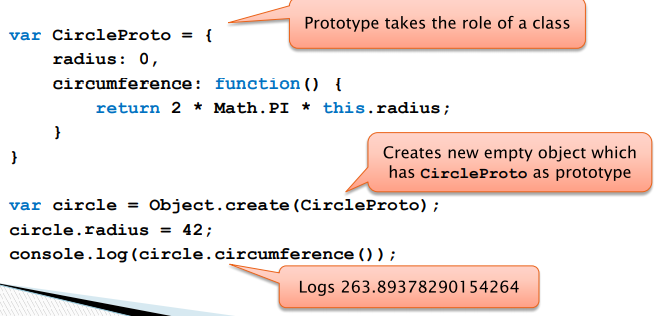 Prototype takes the role of a class
var CircleProto = {
    radius: 0,
    circumference: function() {
        return 2 * Math.PI * this.radius;
    }
}
Creates new empty object which
has CircleProto as prototype
var circle = Object.create(CircleProto);
circle.radius = 42;
console.log(circle.circumference());
Logs 263.89378290154264